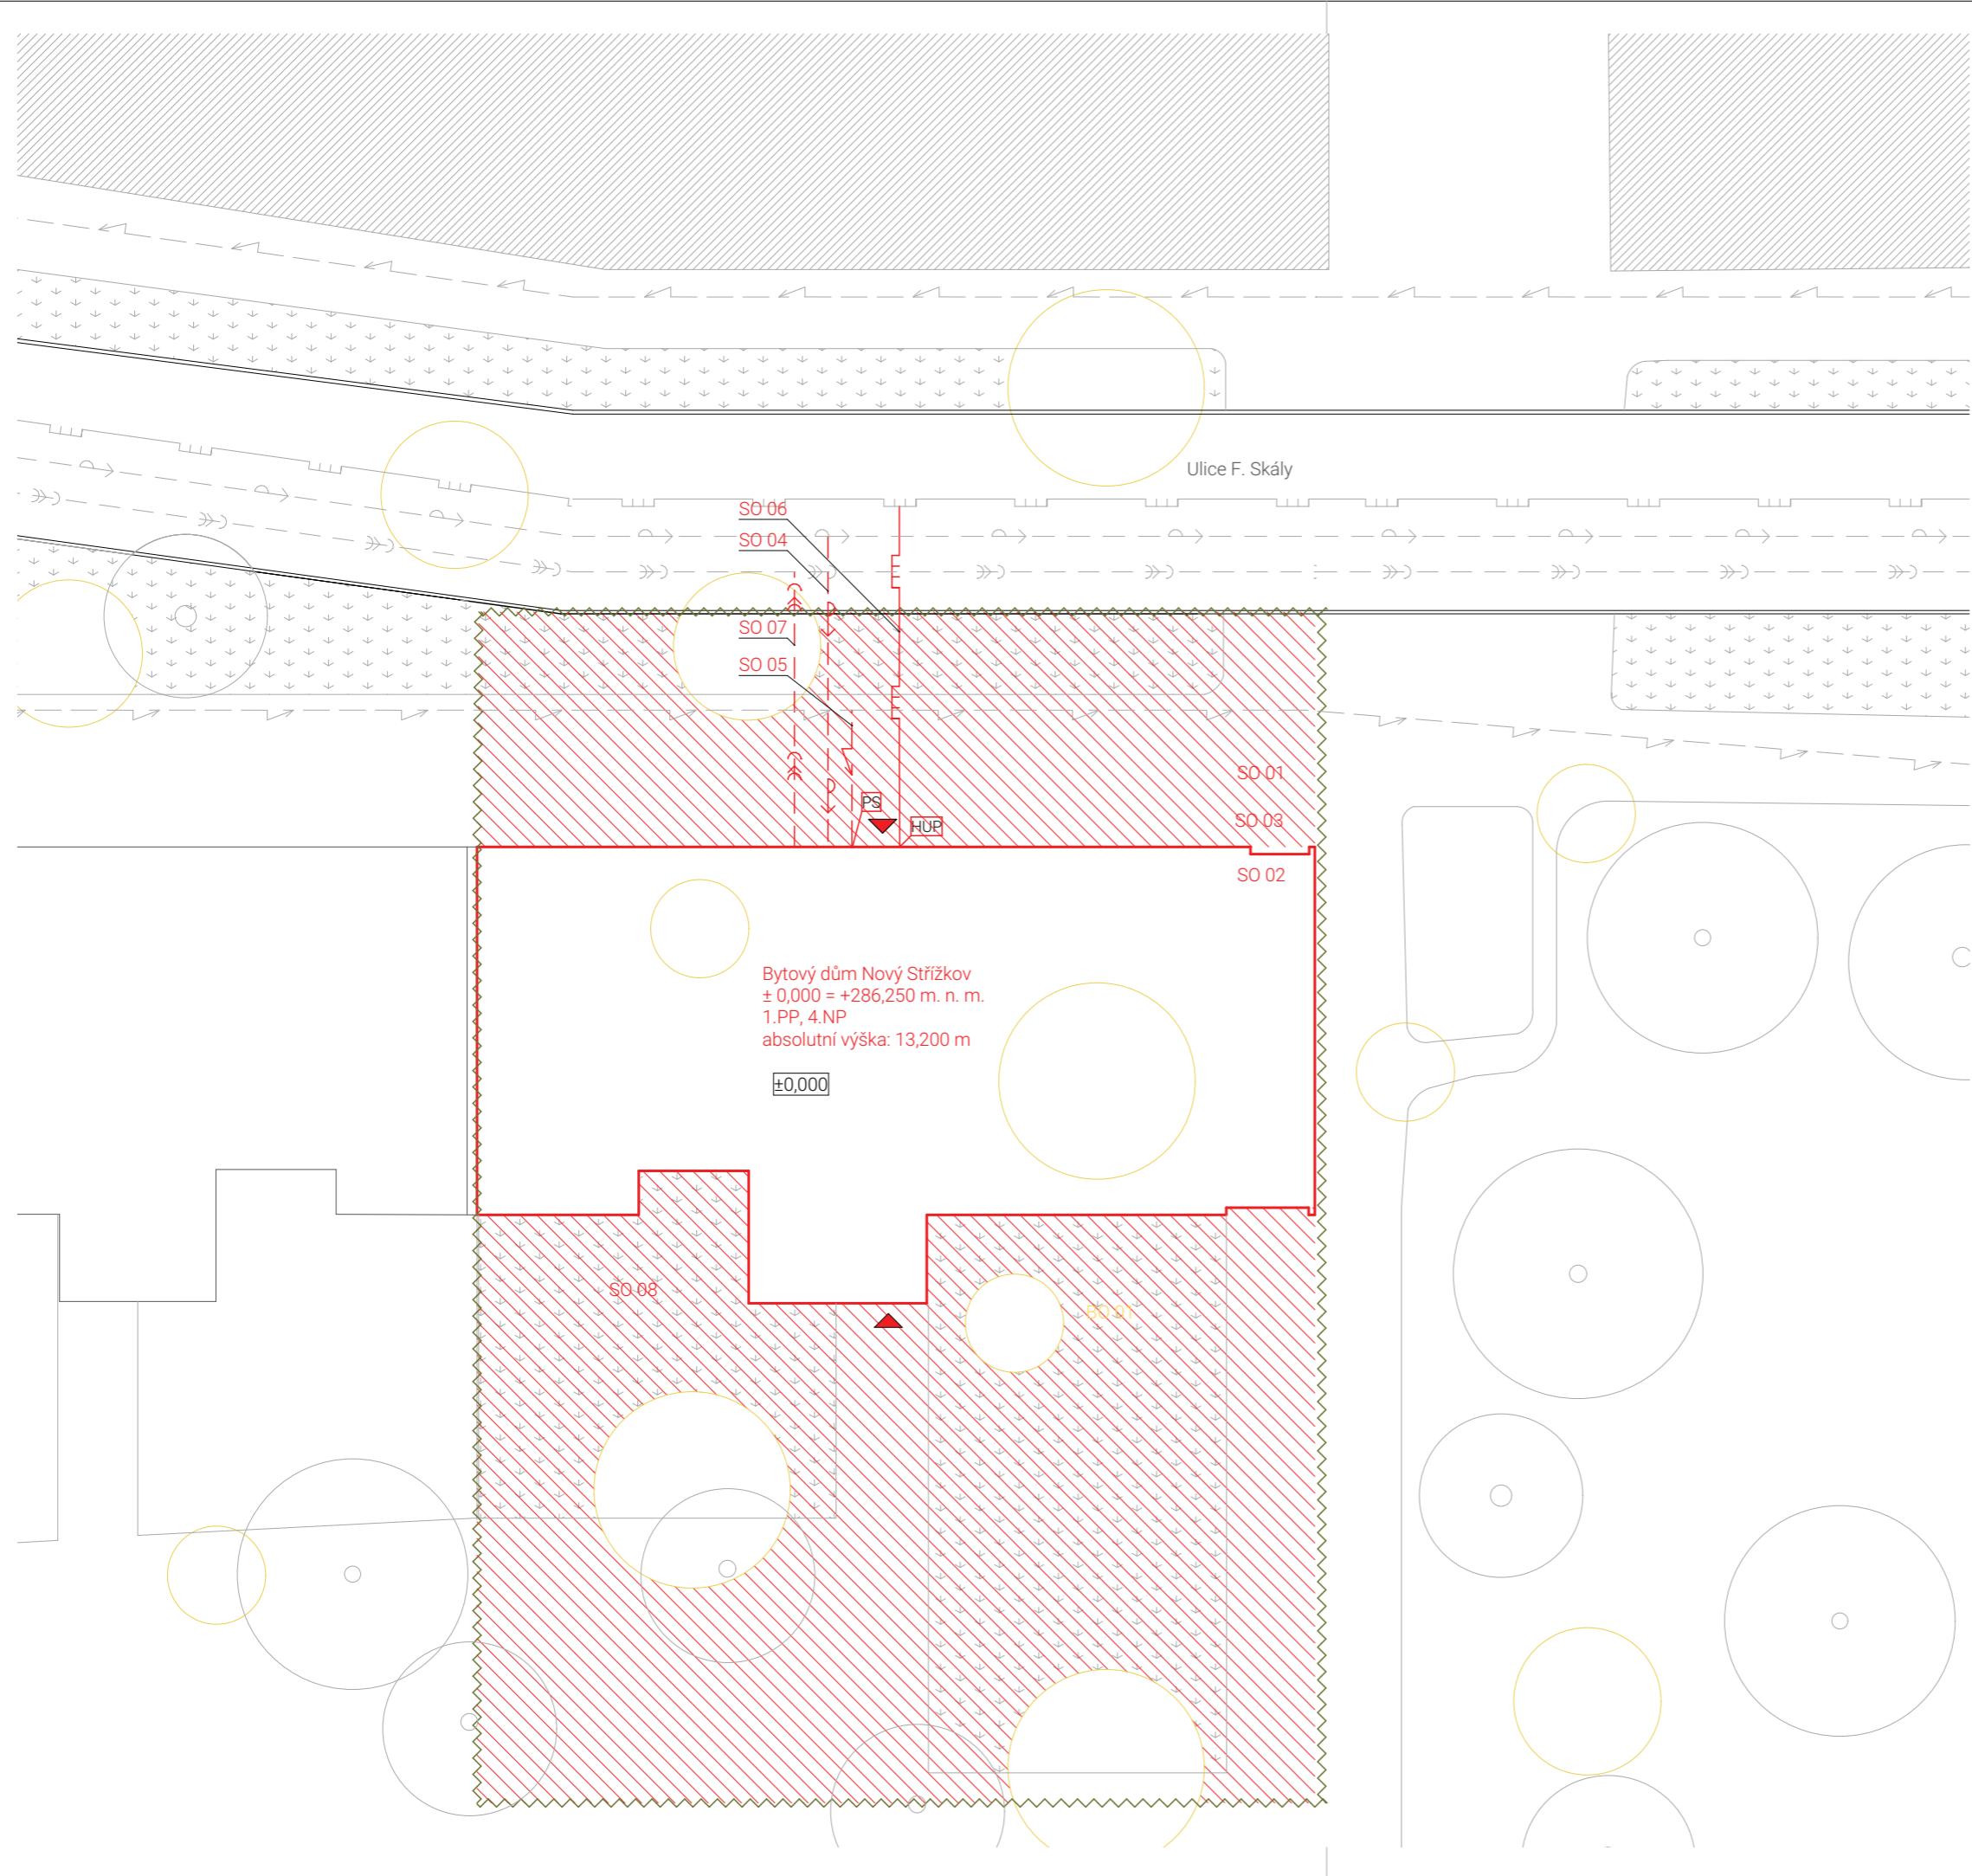 Ulice F. Skály
SO 06
SO 04
SO 07
SO 05
SO 01
PS
HUP
SO 03
SO 02
Bytový dům Nový Střížkov
± 0,000 = +286,250 m. n. m.
1.PP, 4.NP
absolutní výška: 13,200 m
±0,000
SO 08
BO 01